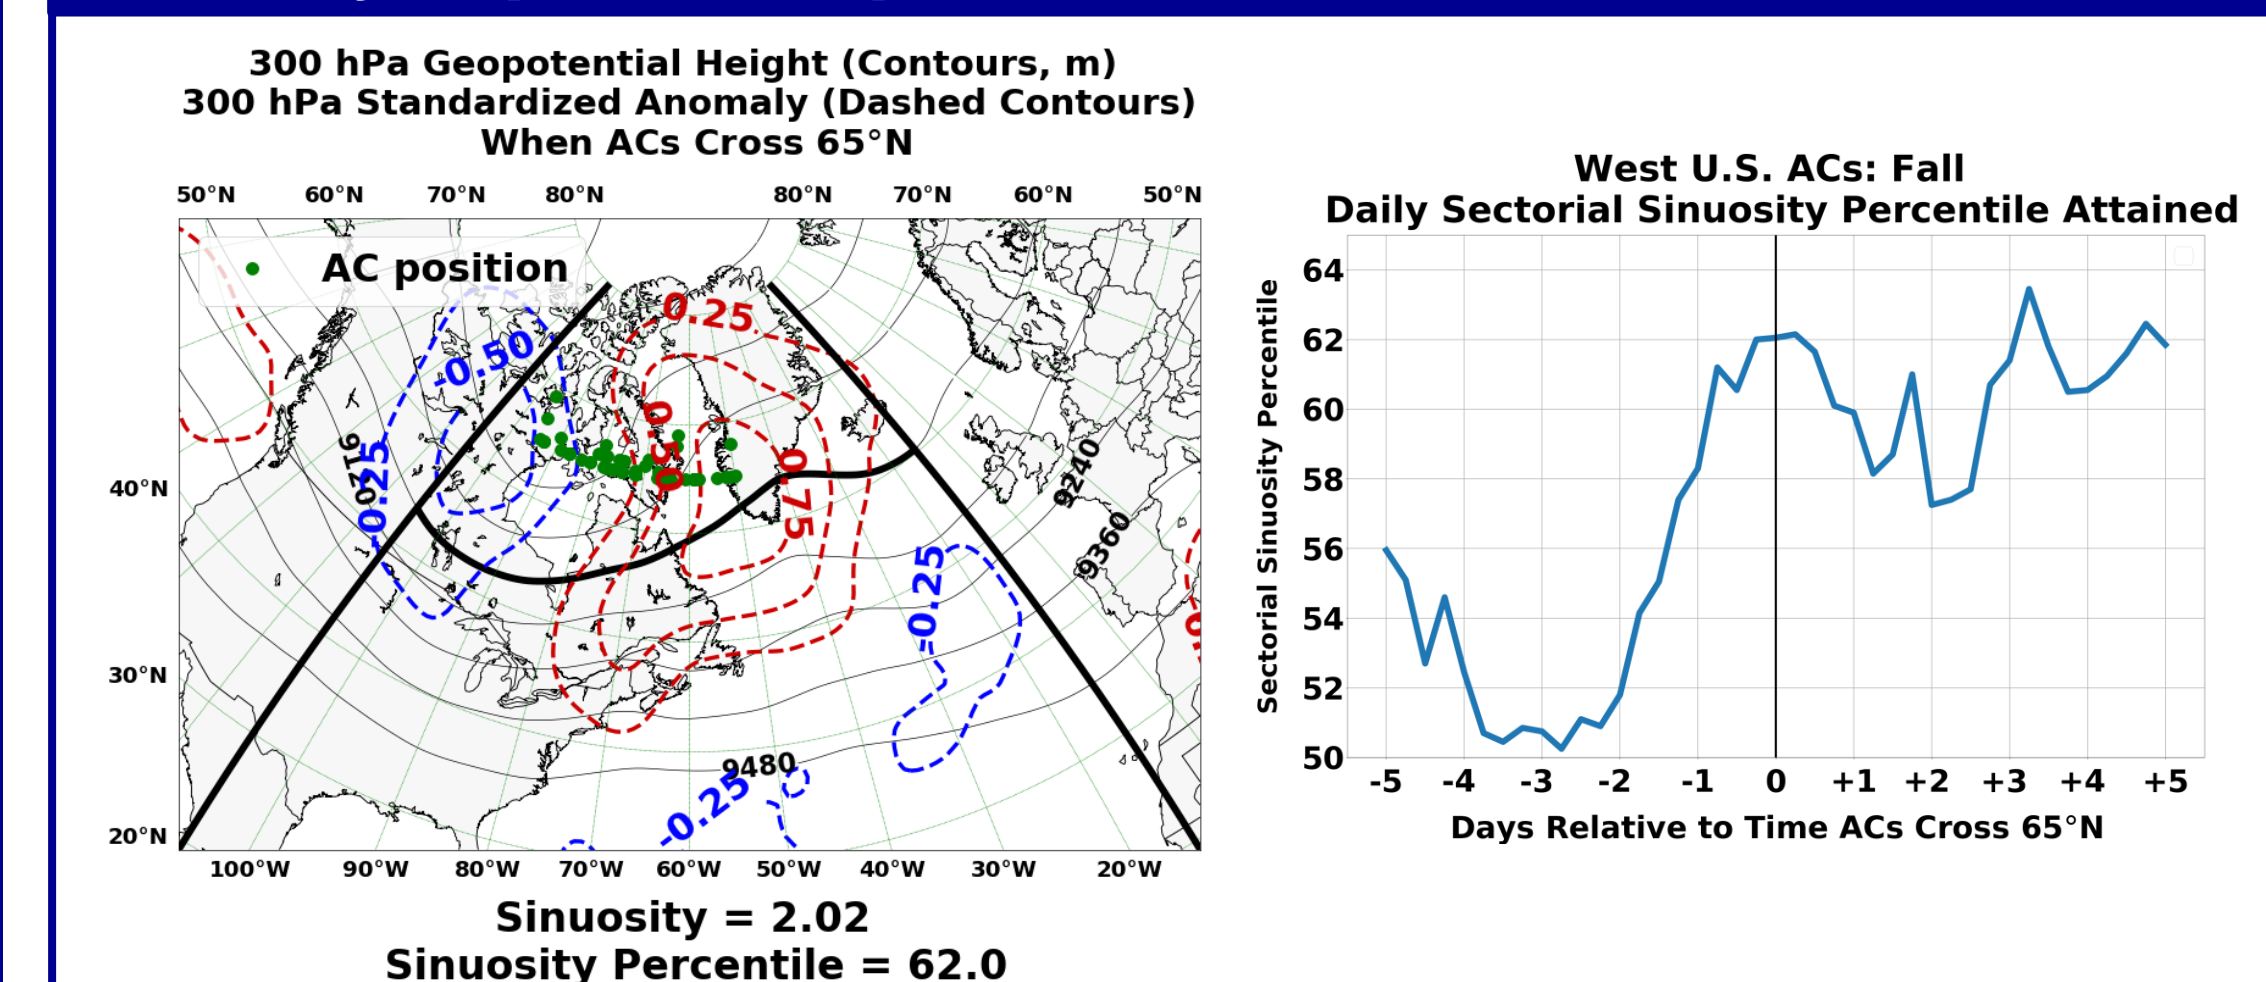 300 hPa Geopotential Height (Contours, m)
300 hPa Standardized Anomaly (Dashed Contours)
When ACs Cross 65°N
50°N 60°N 70°N 80°N 80°N 70°N 60°N 50°N
AC position
0.25
-0.50
0.50
9120
-0.25
0.75
9240
40°N
9360
-0.25
30°N
9480
-0.25
20°N
100°W 90°W 80°W 70°W 60°W 50°W 40°W 30°W 20°W
Sinuosity = 2.02
Sinuosity Percentile = 62.0
West U.S. ACs: Fall
Daily Sectorial Sinuosity Percentile Attained
Sectorial Sinuosity Percentile
64
62
60
58
56
54
52
50
-5 -4 -3 -2 -1 0 +1 +2 +3 +4 +5
Days Relative to Time ACs Cross 65°N